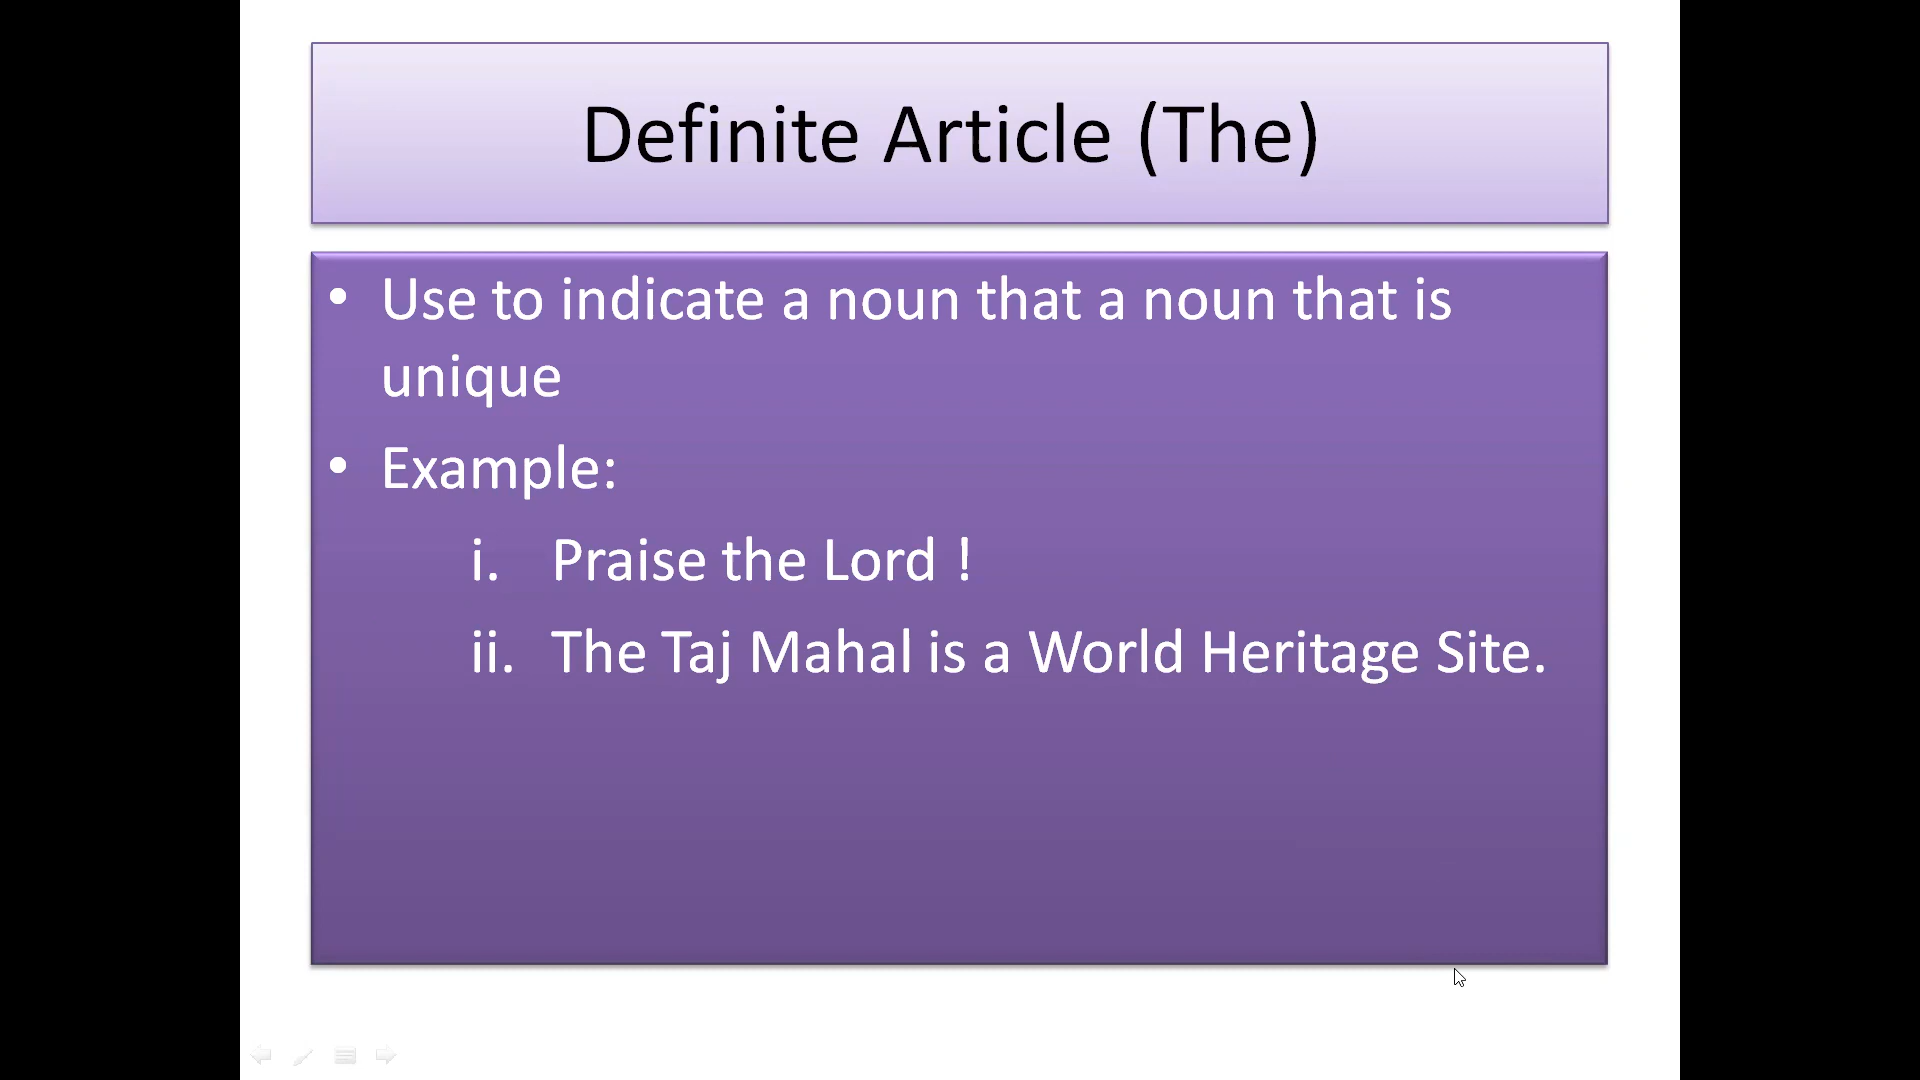 Definite Article (The)
• Use to indicate a noun that a noun that is
unique
• Example:
i. Praise the Lord !
ii. The Taj Mahal is a World Heritage Site.